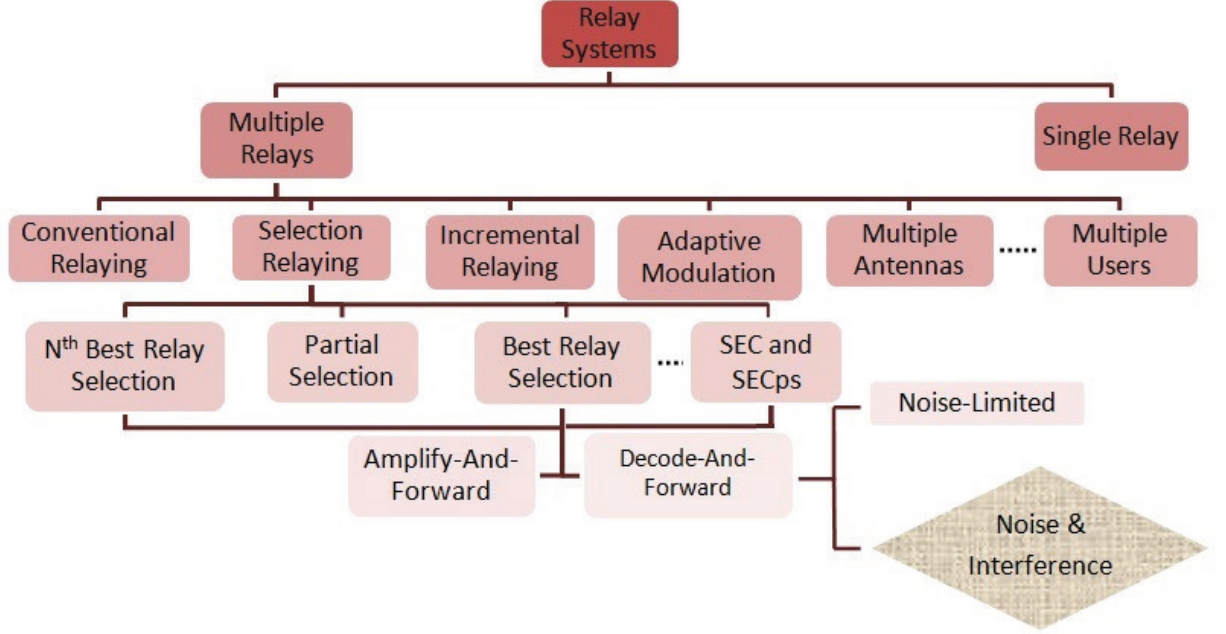 Relay
Systems
Multiple
Relays
Single Relay
Conventional
Relaying
Selection
Relaying
Incremental
Relaying
Adaptive
Modulation
Multiple
Antennas
.....
Multiple
Users
Nth Best Relay
Selection
Partial
Selection
Best Relay
Selection
....
SEC and
SECps
Noise-Limited
Amplify-And-
Forward
Decode-And-
Forward
Noise &
Interference